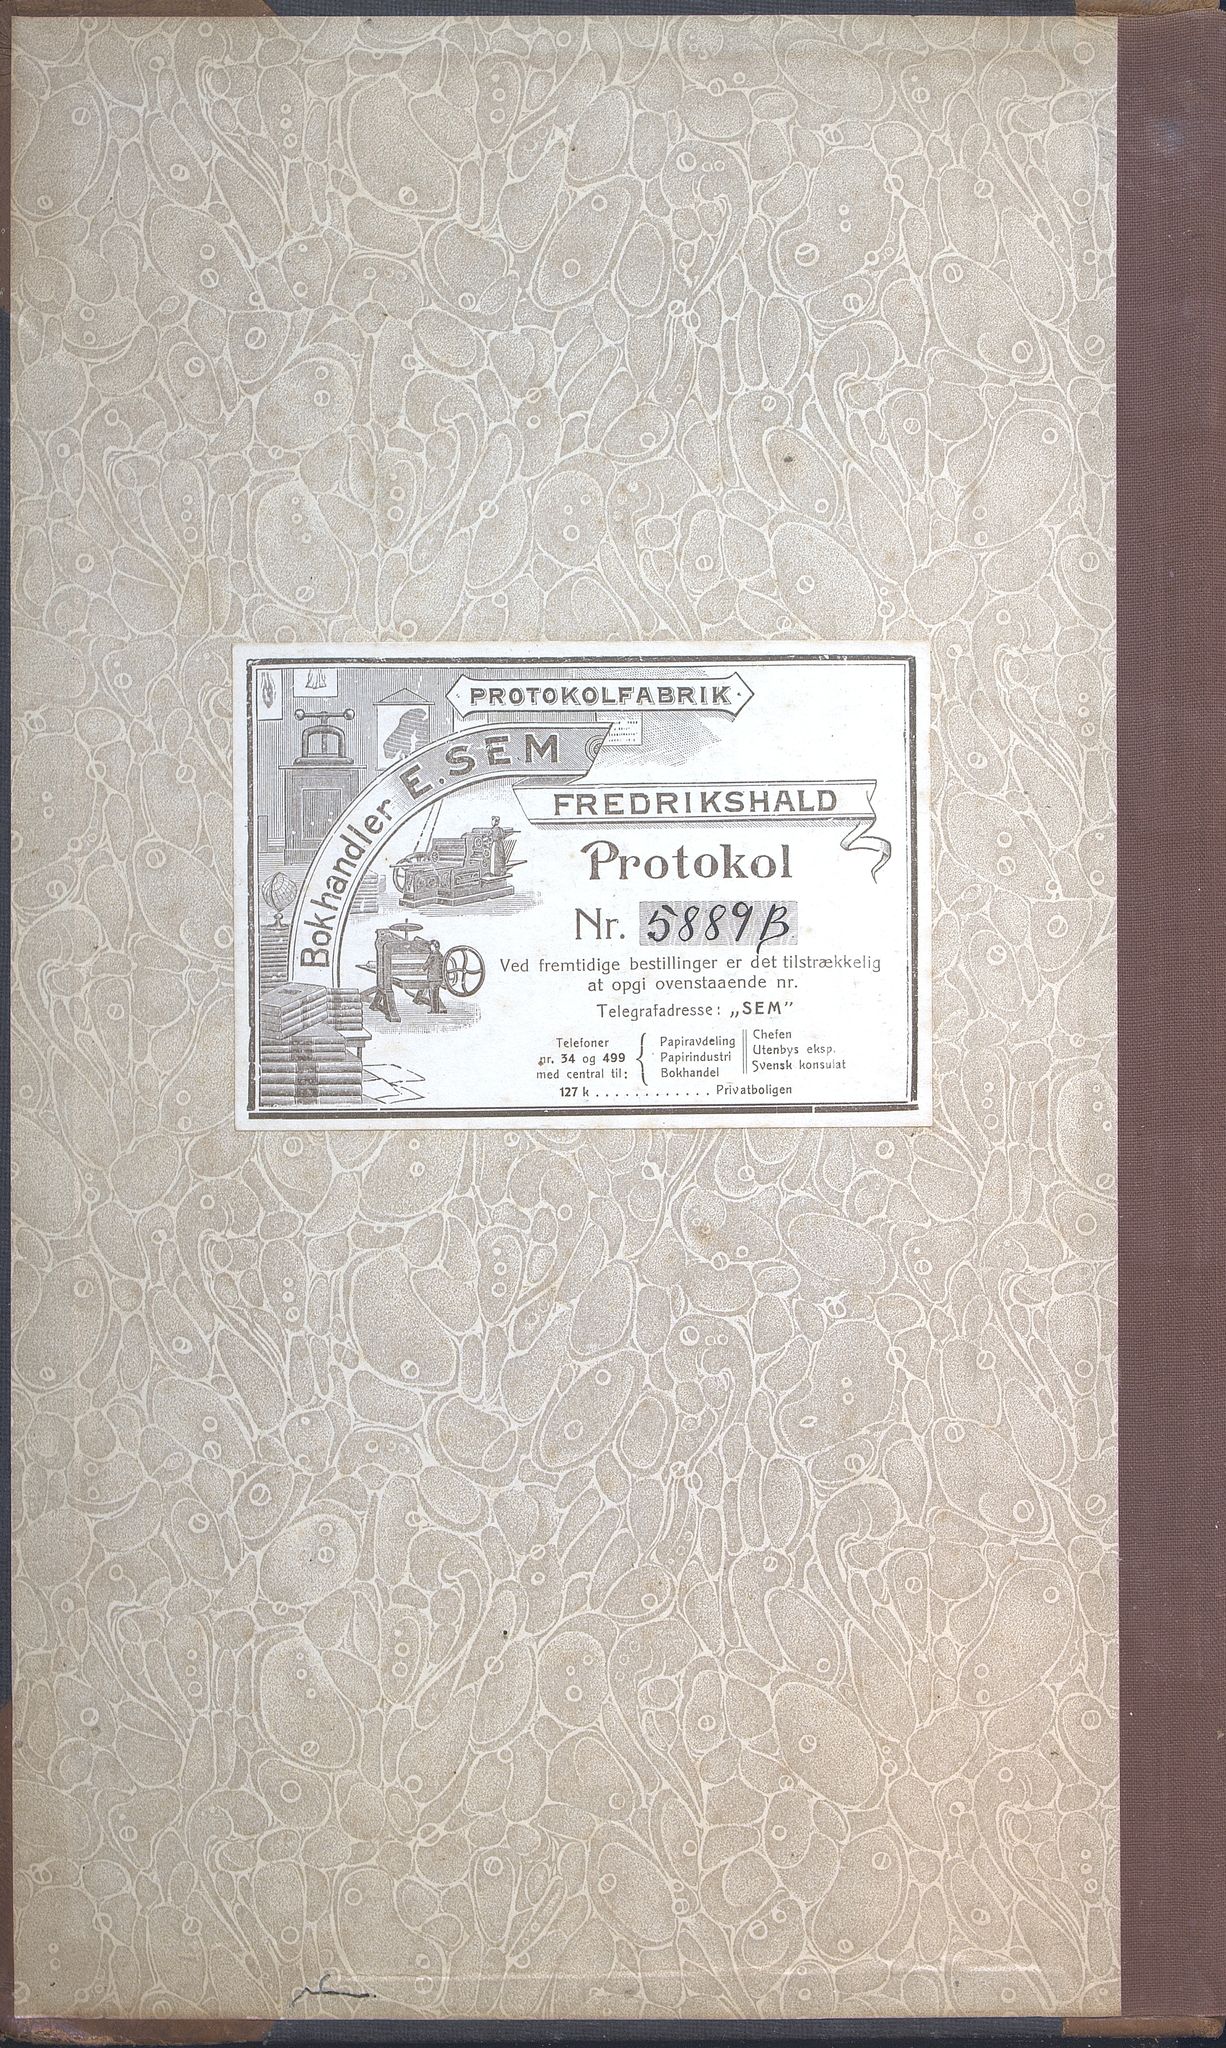 PROTOKOLFABRIK
Bokhandler E. SEM
FREDRIKSHALD
Protokol
Nr. 5889B
Ved fremtidige bestillinger er det tilstrækkelig
at opgi ovenstaaende nr.
Telegrafadresse: „SEM”
Telefoner
nr. 34 og 499
med central til:
Papiravdeling
Papirindustri
Bokhandel
Chefen
Utenbys eksp.
Svensk konsulat
127 k . . . . . . . . . . . . Privatboligen